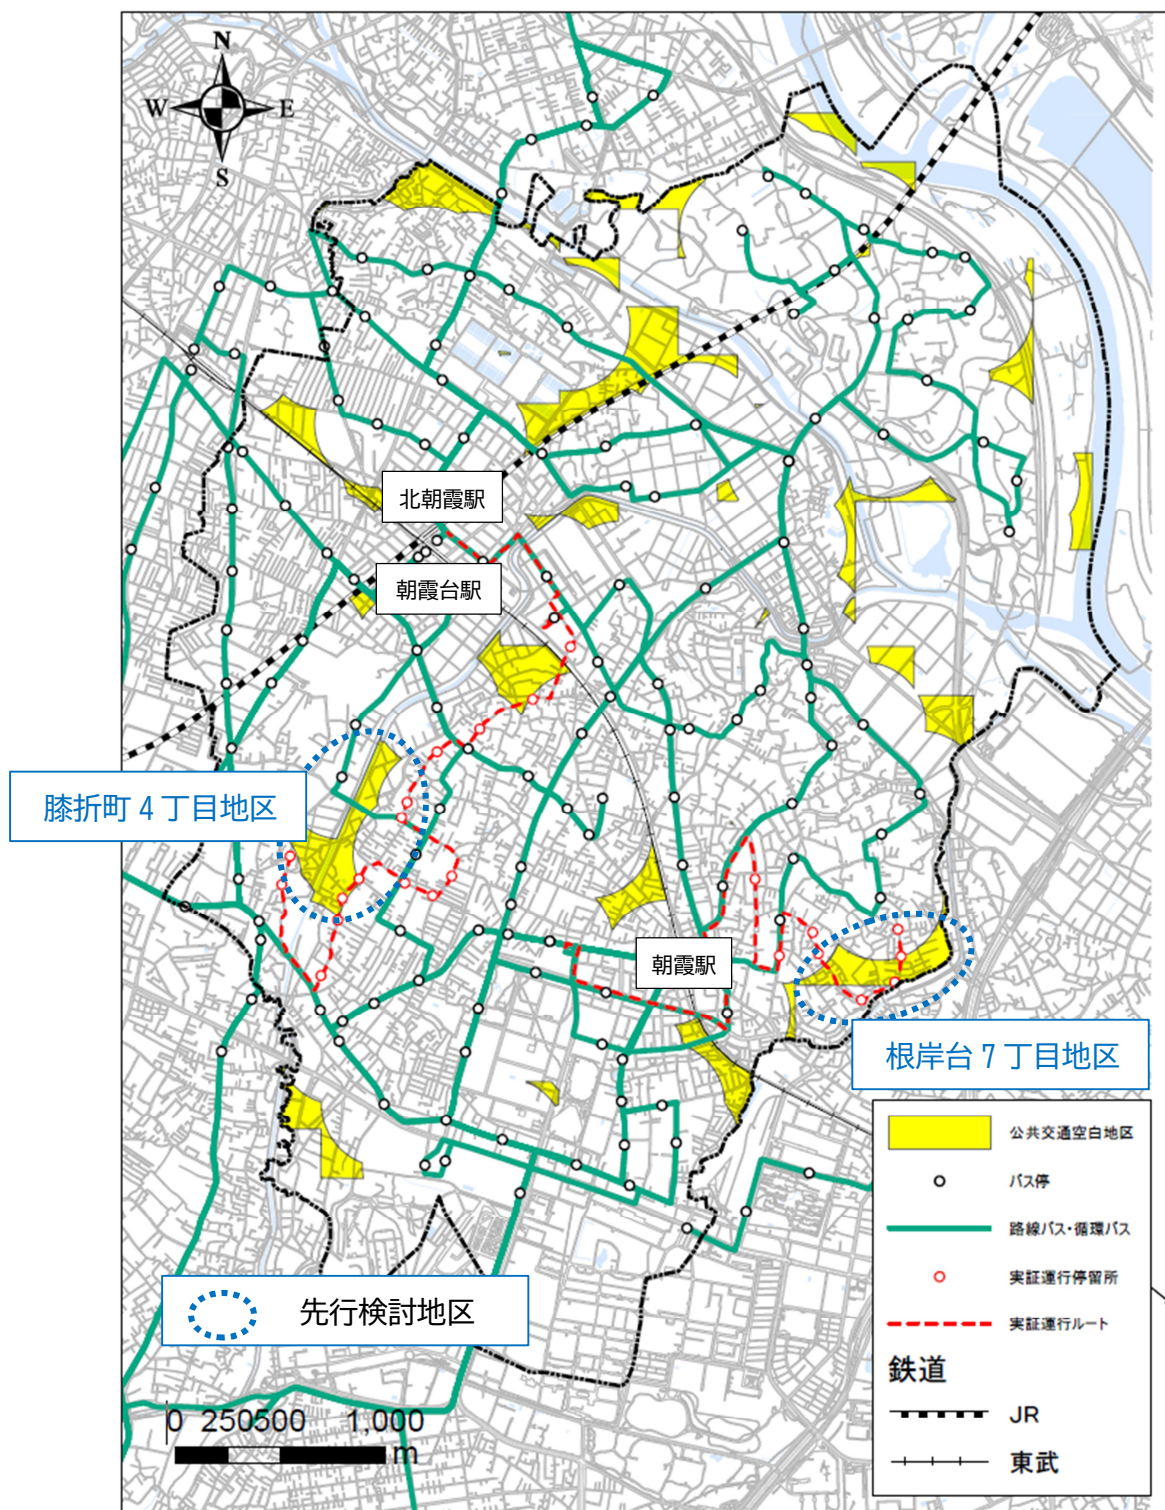 N
W
E
S
北朝霞駅
朝霞台駅
膝折町4丁目地区
朝霞駅
根岸台7丁目地区
公共交通空白地区
バス停
路線バス・循環バス
実証運行停留所
実証運行ルート
鉄道
JR
東武
先行検討地区
0 250500 1,000
m